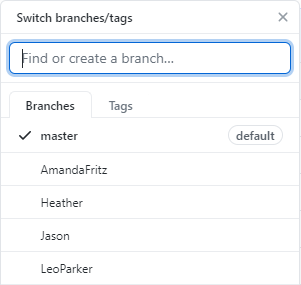 Switch branches/tags
Find or create a branch...
Branches Tags
master default
AmandaFritz
Heather
Jason
LeoParker